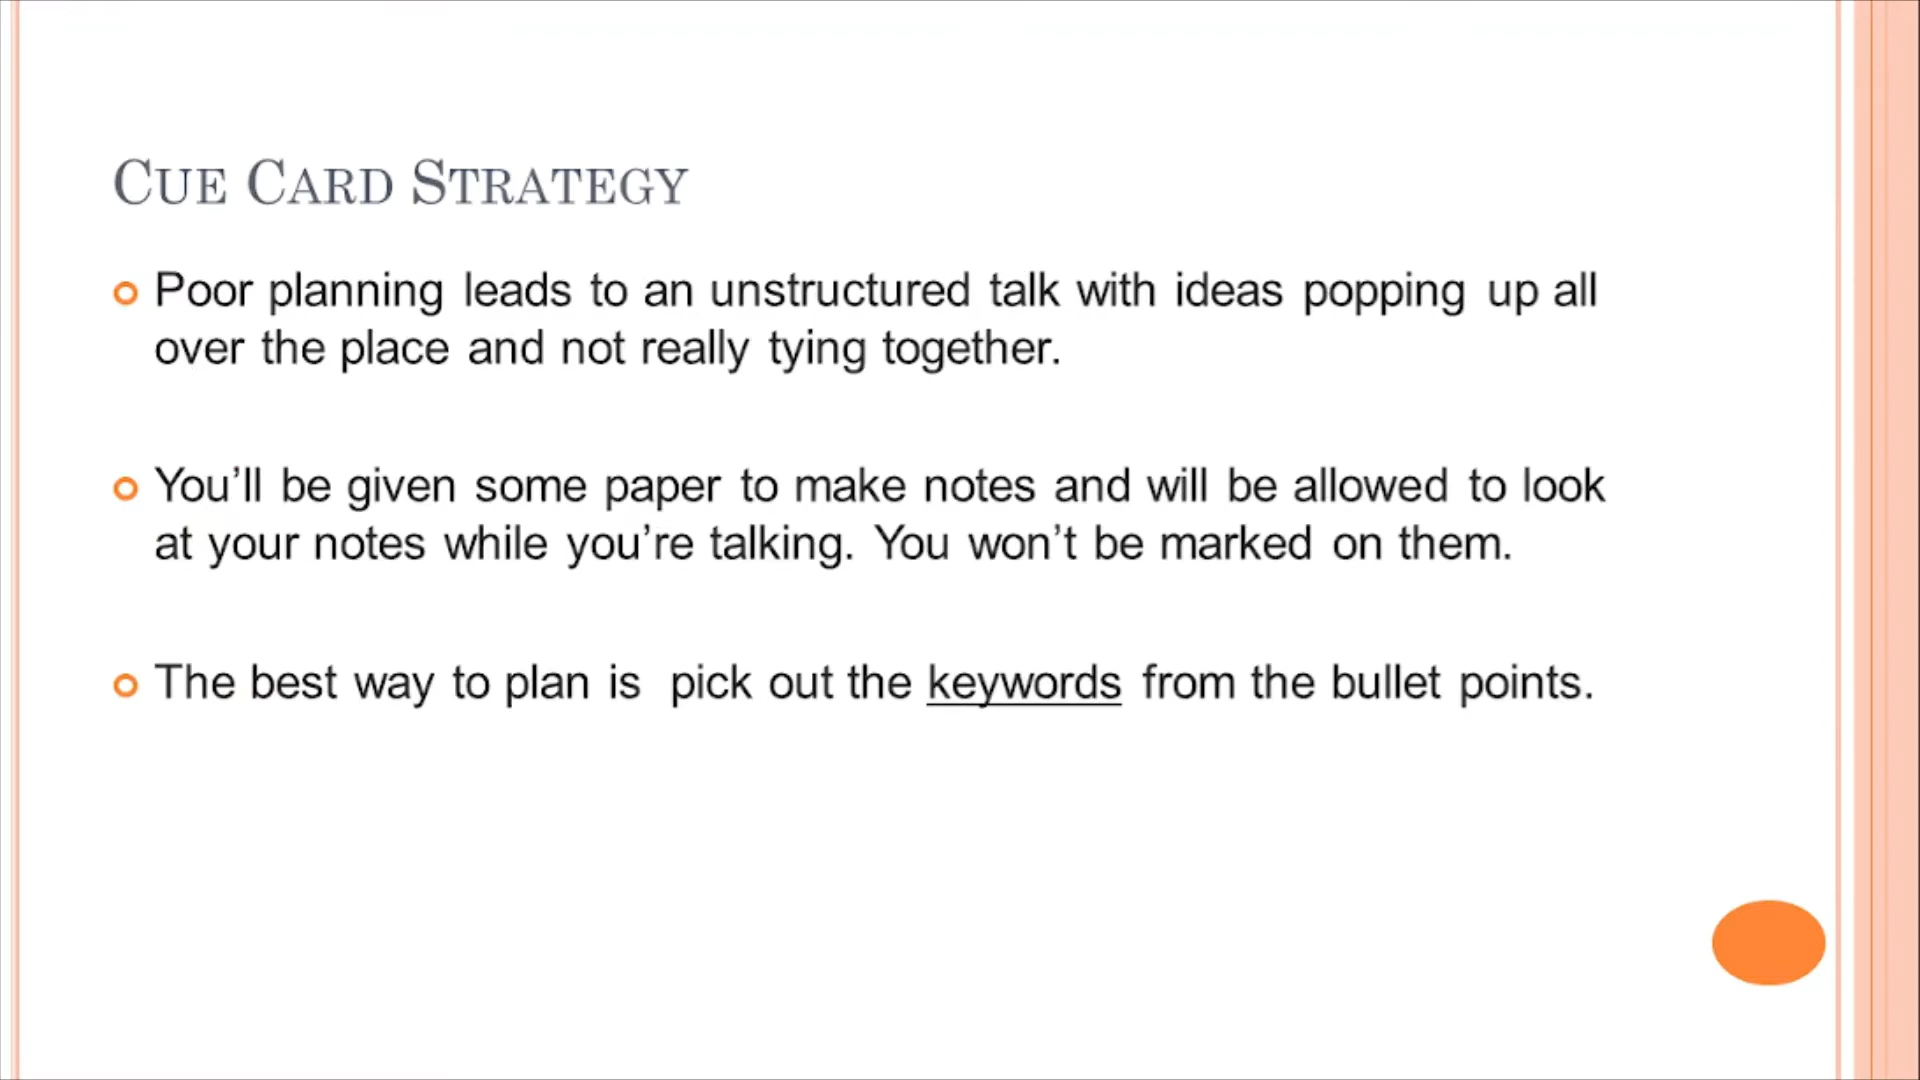 Cue Card Strategy
Poor planning leads to an unstructured talk with ideas popping up all
over the place and not really tying together.
You’ll be given some paper to make notes and will be allowed to look
at your notes while you’re talking. You won’t be marked on them.
The best way to plan is pick out the keywords from the bullet points.